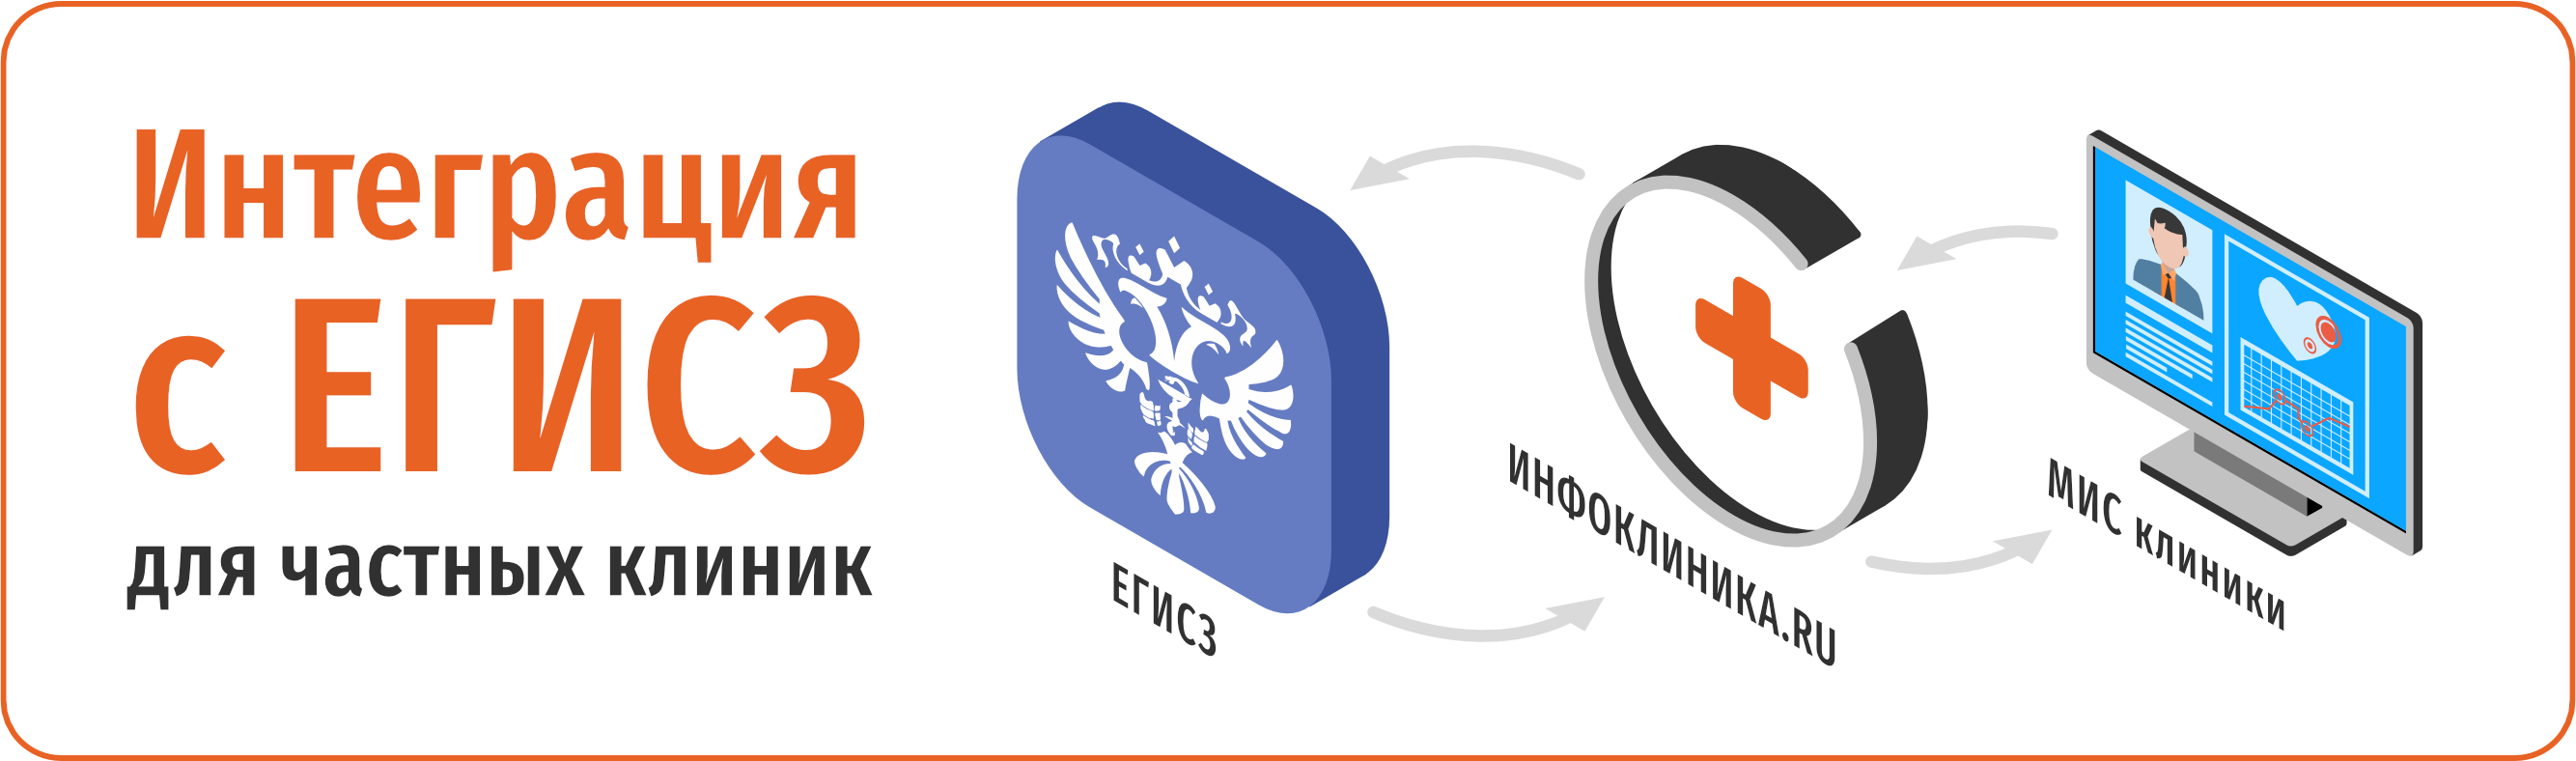 Интеграция
с ЕГИСЗ
для частных клиник
ЕГИСЗ
ИНФОКЛИНИКА.RU
МИС клиники